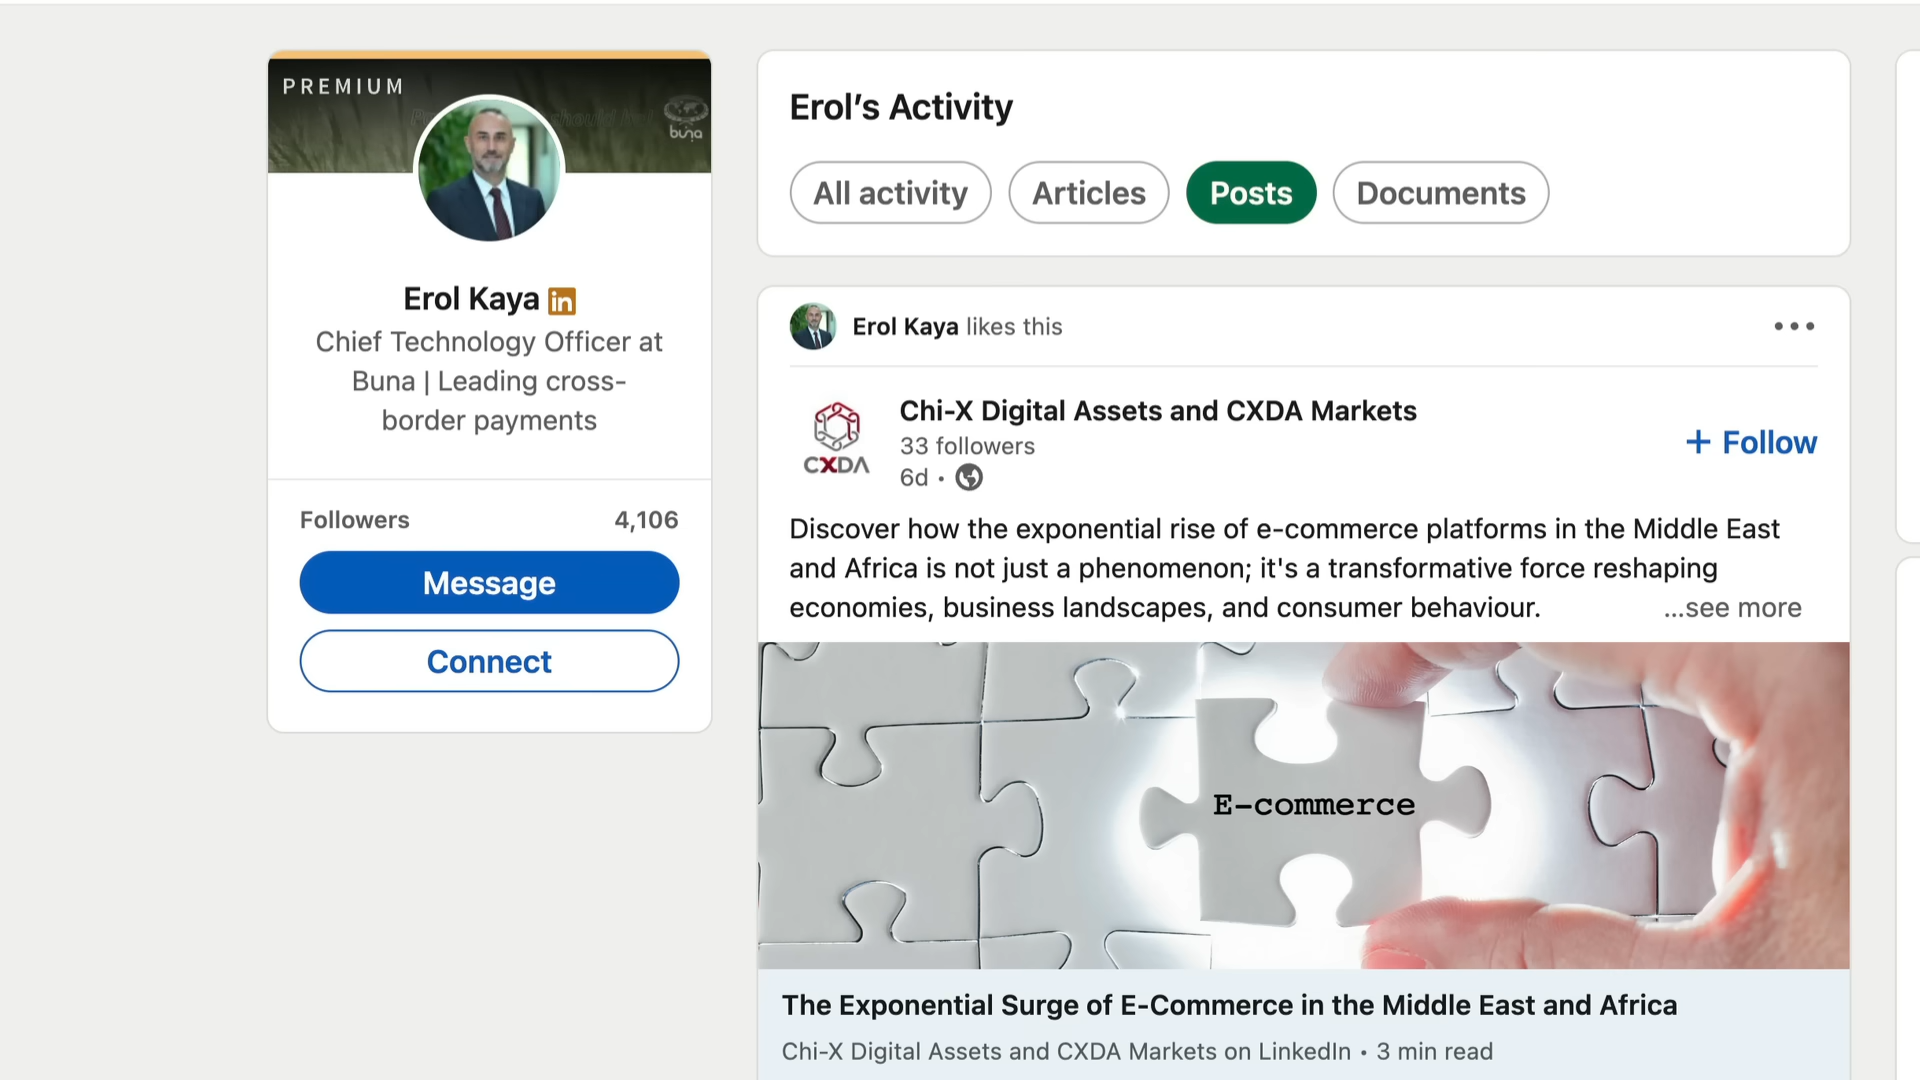 PREMIUM
buna
Erol Kaya in
Chief Technology Officer at
Buna | Leading cross-
border payments
Followers 4,106
Message
Connect
Erol’s Activity
All activity Articles Posts Documents
Erol Kaya likes this
CXDA
Chi-X Digital Assets and CXDA Markets
33 followers
6d •
+ Follow
Discover how the exponential rise of e-commerce platforms in the Middle East
and Africa is not just a phenomenon; it's a transformative force reshaping
economies, business landscapes, and consumer behaviour. ...see more
E-commerce
The Exponential Surge of E-Commerce in the Middle East and Africa
Chi-X Digital Assets and CXDA Markets on LinkedIn • 3 min read